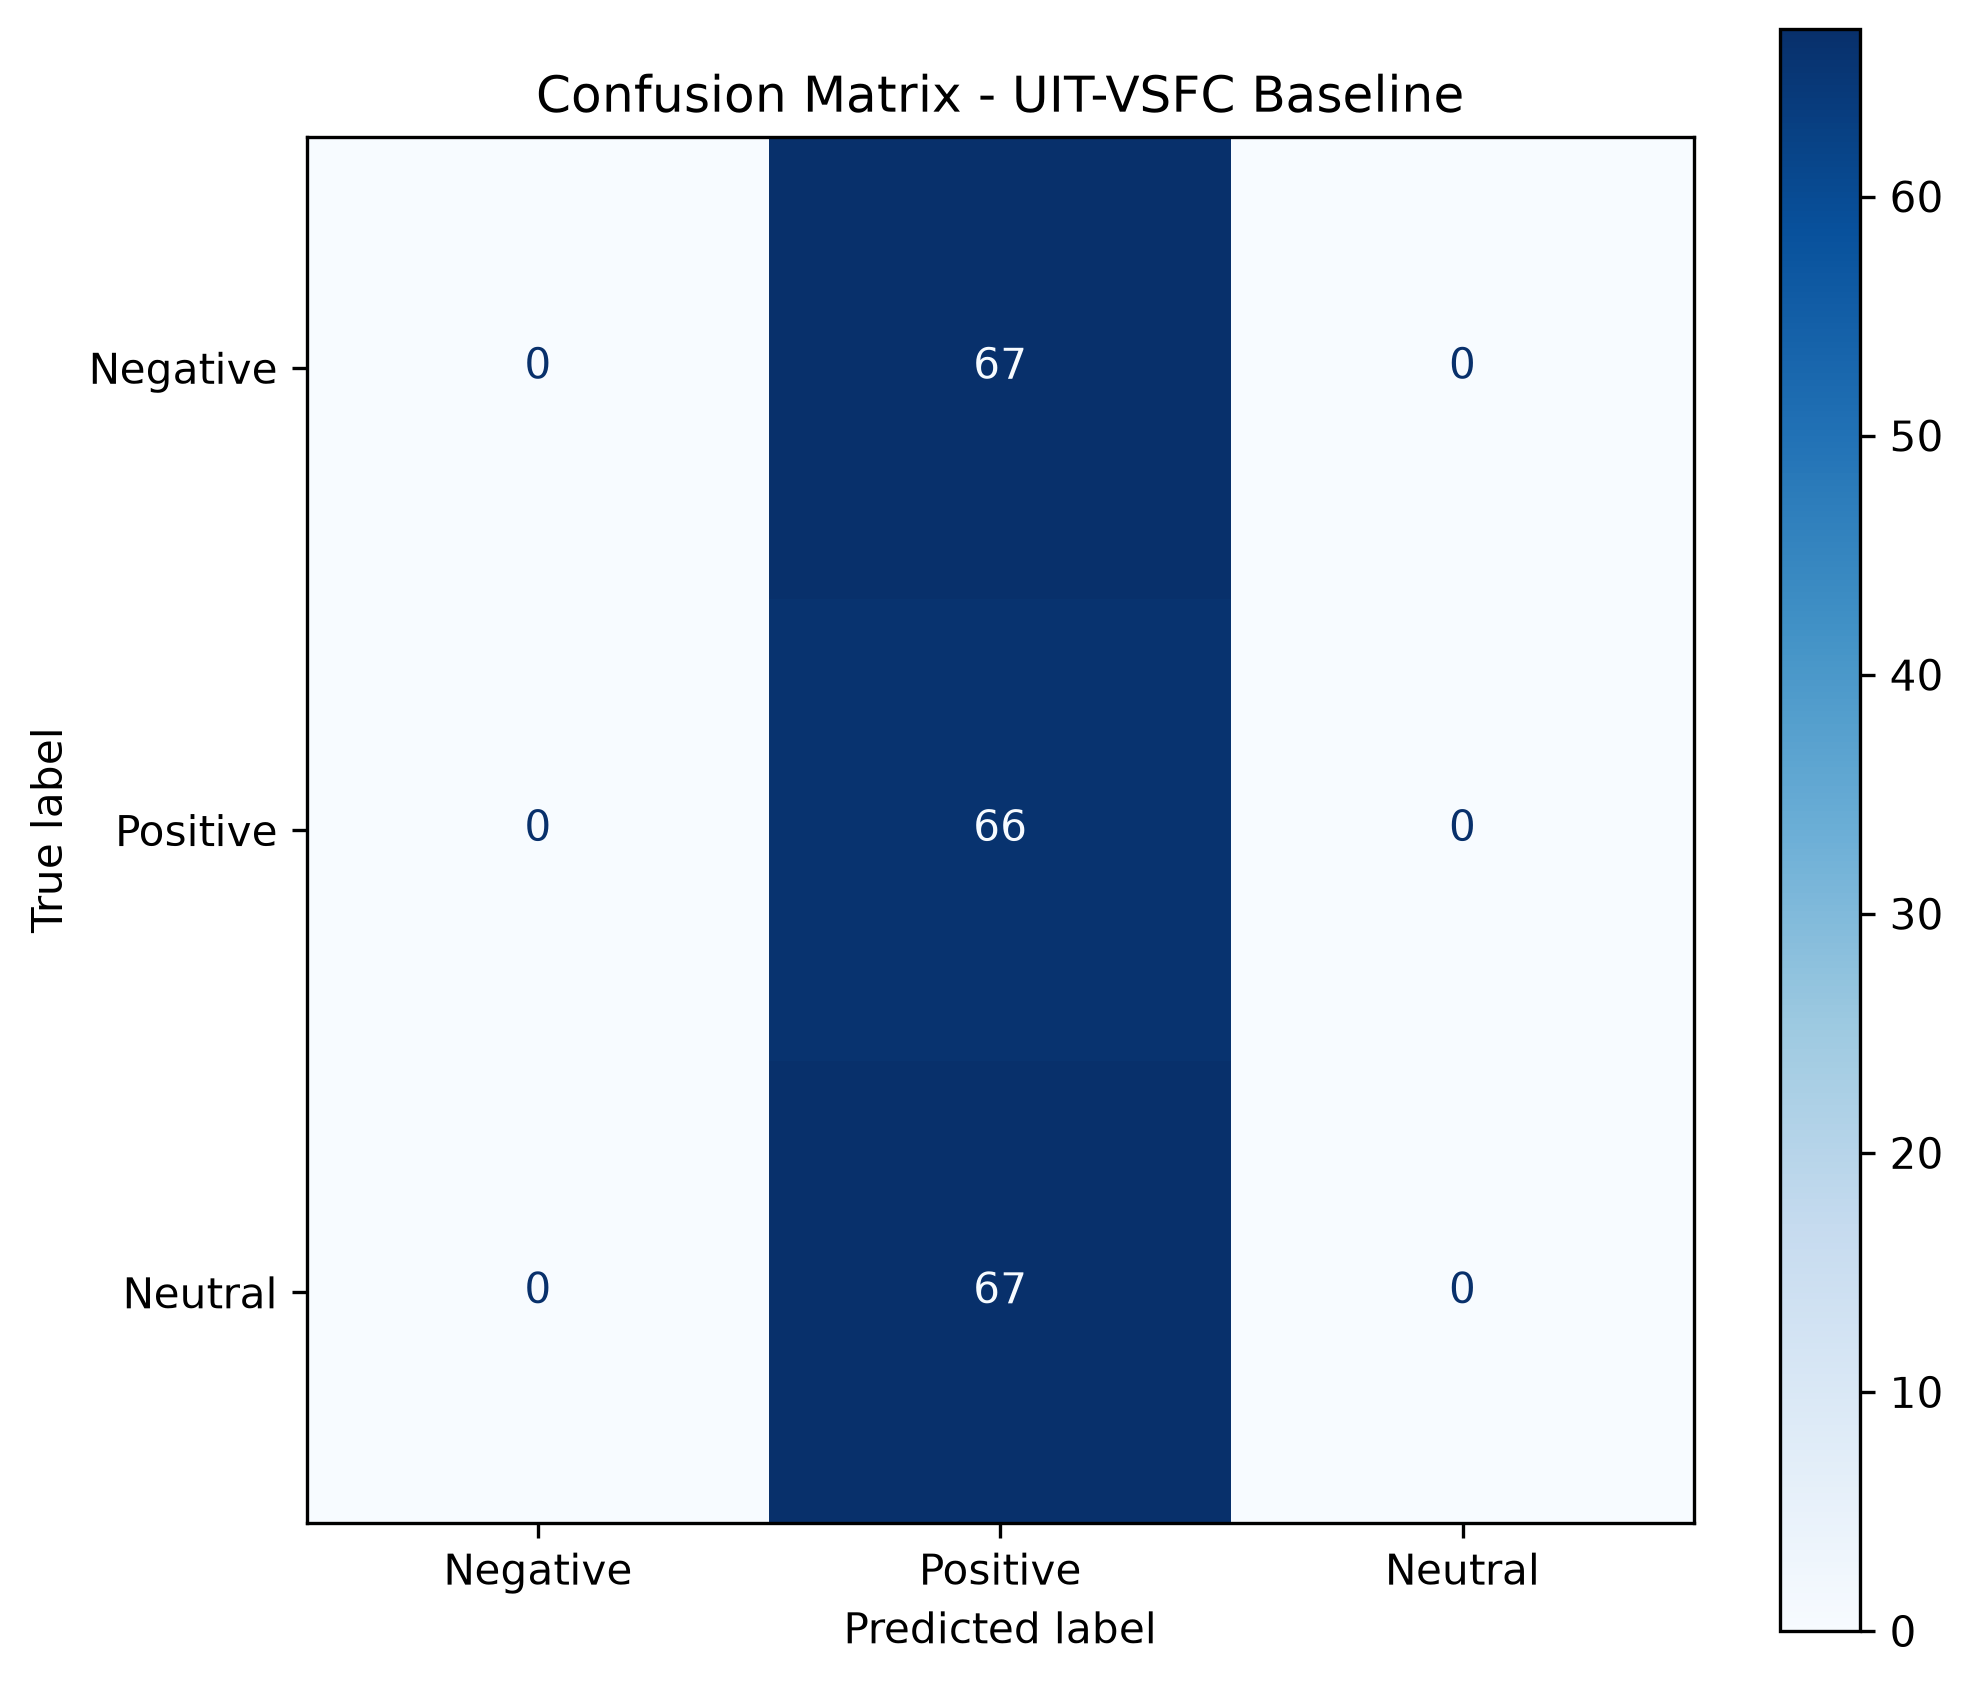 Confusion Matrix - UIT-VSFC Baseline
True label
Negative 0 67 0
Positive 0 66 0
Neutral 0 67 0
Negative Positive Neutral
Predicted label
60
50
40
30
20
10
0